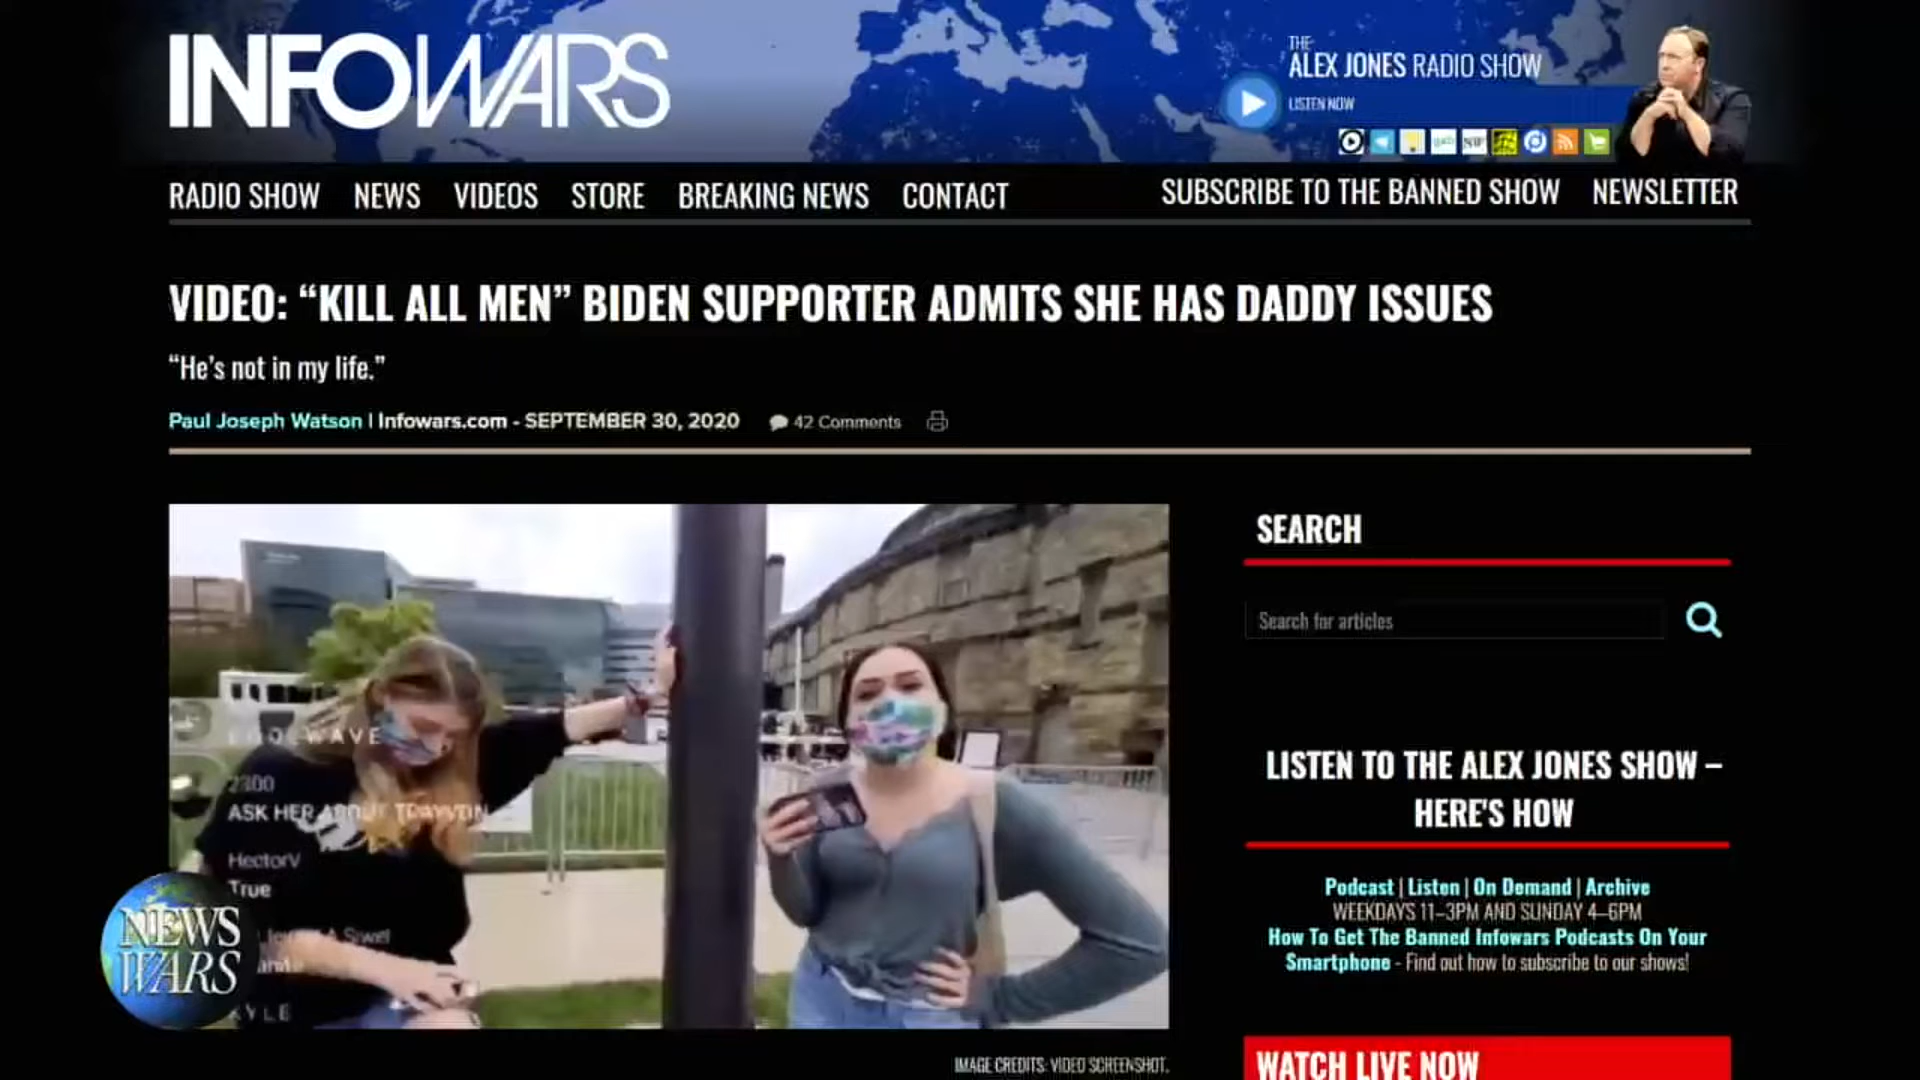 INFOWARS
THE
ALEX JONES RADIO SHOW
LISTEN NOW
RADIO SHOW NEWS VIDEOS STORE BREAKING NEWS CONTACT SUBSCRIBE TO THE BANNED SHOW NEWSLETTER
VIDEO: “KILL ALL MEN” BIDEN SUPPORTER ADMITS SHE HAS DADDY ISSUES
“He's not in my life.”
Paul Joseph Watson | Infowars.com - SEPTEMBER 30, 2020 42 Comments
2300
ASK HER ABOUT
HectorV
True
KYLE
NEWS
WARS
IMAGE CREDITS: VIDEO SCREENSHOT.
SEARCH
Search for articles
LISTEN TO THE ALEX JONES SHOW –
HERE'S HOW
Podcast | Listen | On Demand | Archive
WEEKDAYS 11–3PM AND SUNDAY 4–6PM
How To Get The Banned Infowars Podcasts On Your
Smartphone - Find out how to subscribe to our shows!
WATCH LIVE NOW